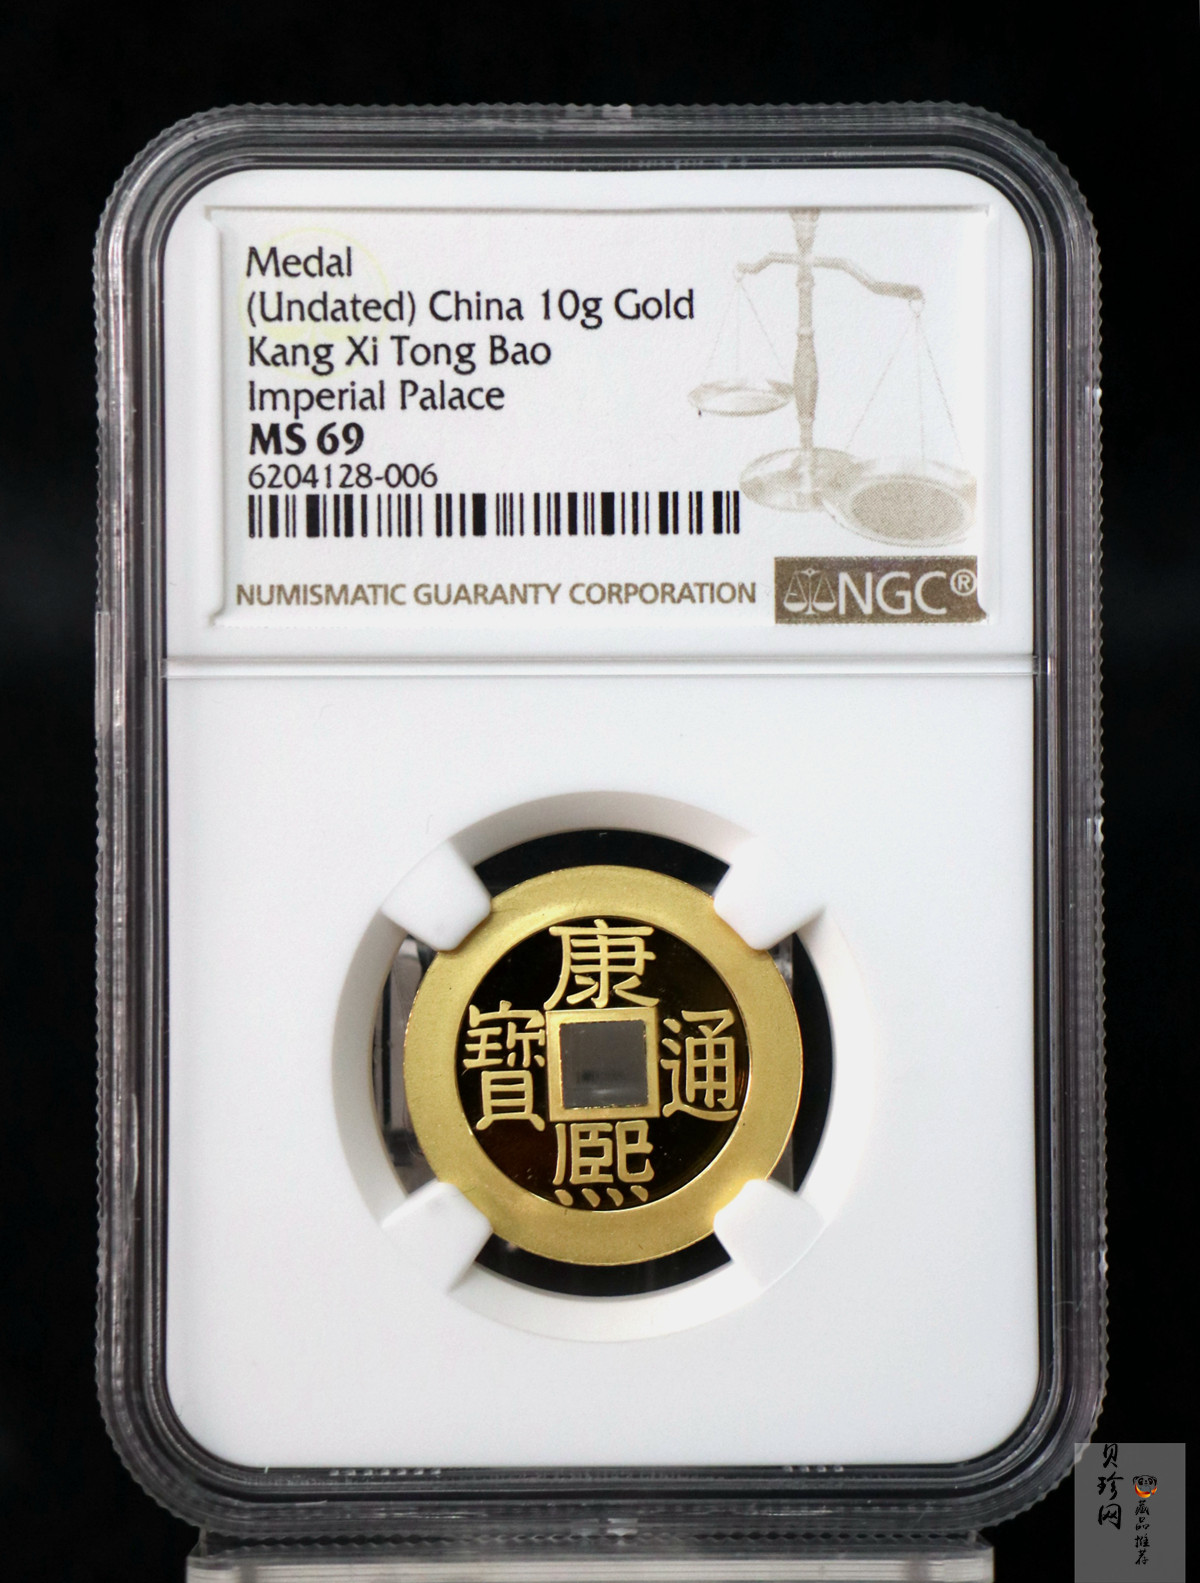 Medal
(Undated) China 10g Gold
Kang Xi Tong Bao
Imperial Palace
MS 69
6204128-006
NUMISMATIC GUARANTY CORPORATION
NGC®
康
寶 通
熙
贝珍网
藏品推荐